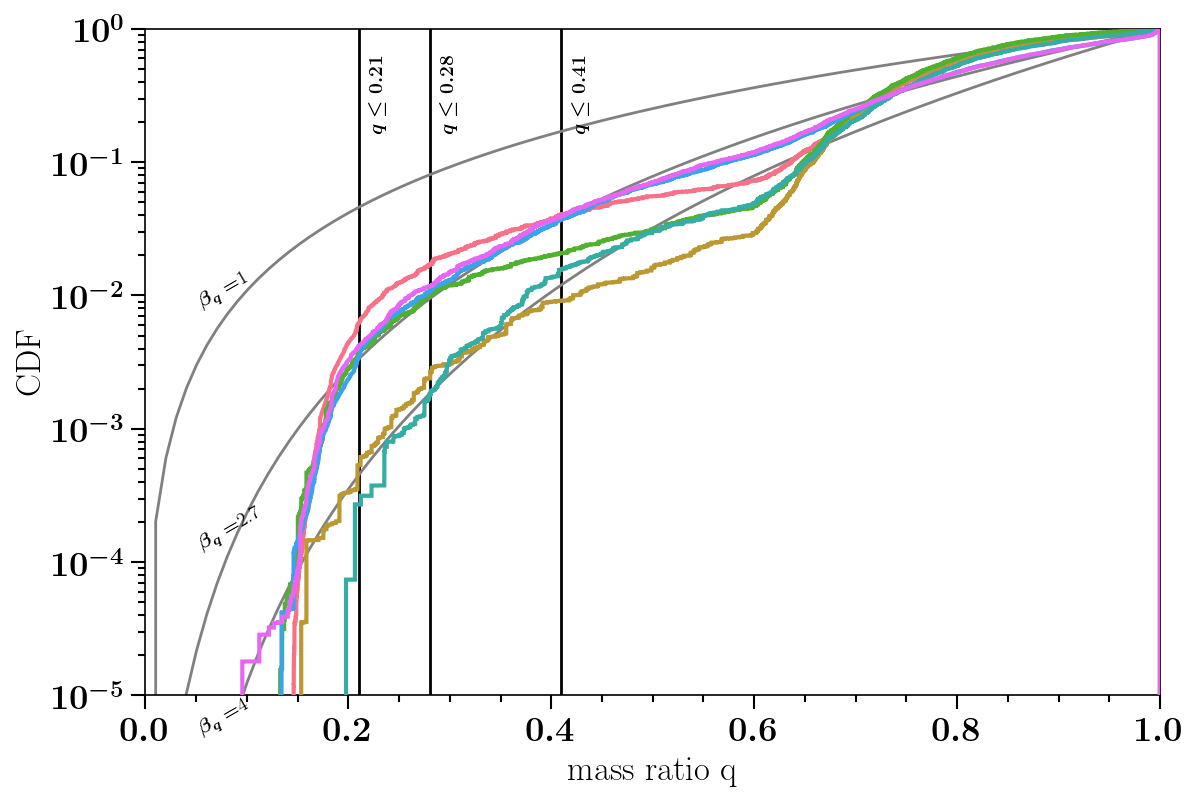 10⁰
10⁻¹
10⁻²
10⁻³
10⁻⁴
10⁻⁵
CDF
q ≤ 0.21
q ≤ 0.28
q ≤ 0.41
β_q = 1
β_q = 2.7
β_q = 4
0.0 0.2 0.4 0.6 0.8 1.0
mass ratio q